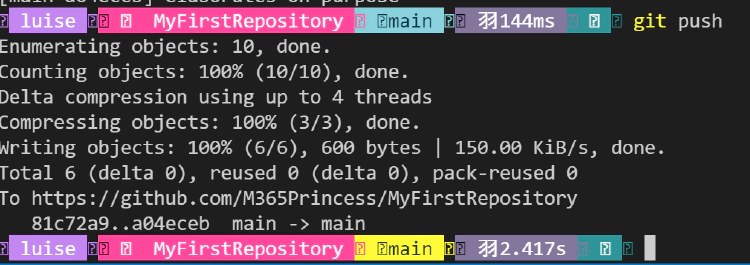 luise MyFirstRepository main 羽144ms git push
Enumerating objects: 10, done.
Counting objects: 100% (10/10), done.
Delta compression using up to 4 threads
Compressing objects: 100% (3/3), done.
Writing objects: 100% (6/6), 600 bytes | 150.00 KiB/s, done.
Total 6 (delta 0), reused 0 (delta 0), pack-reused 0
To https://github.com/M365Princess/MyFirstRepository
81c72a9..a04eceb main -> main
luise MyFirstRepository main 羽2.417s